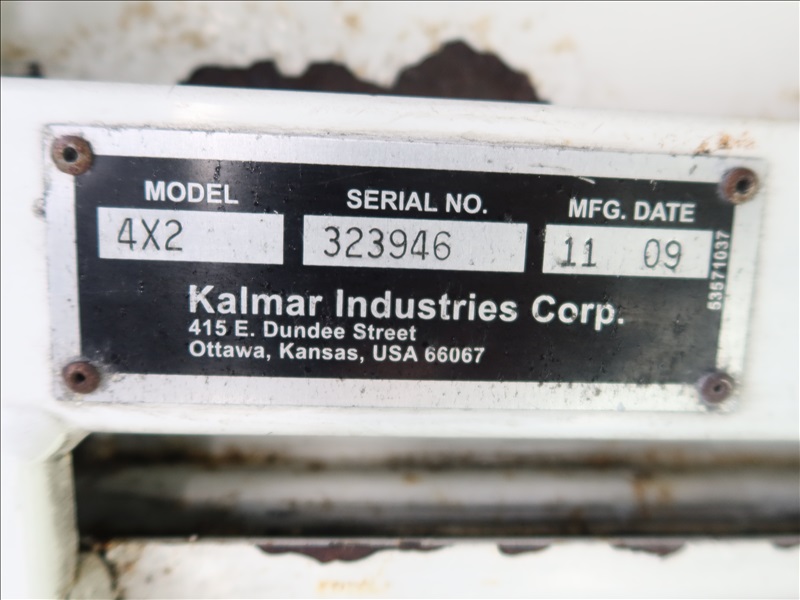 MODEL SERIAL NO. MFG. DATE
4X2 323946 11 09
Kalmar Industries Corp.
415 E. Dundee Street
Ottawa, Kansas, USA 66067
53571037